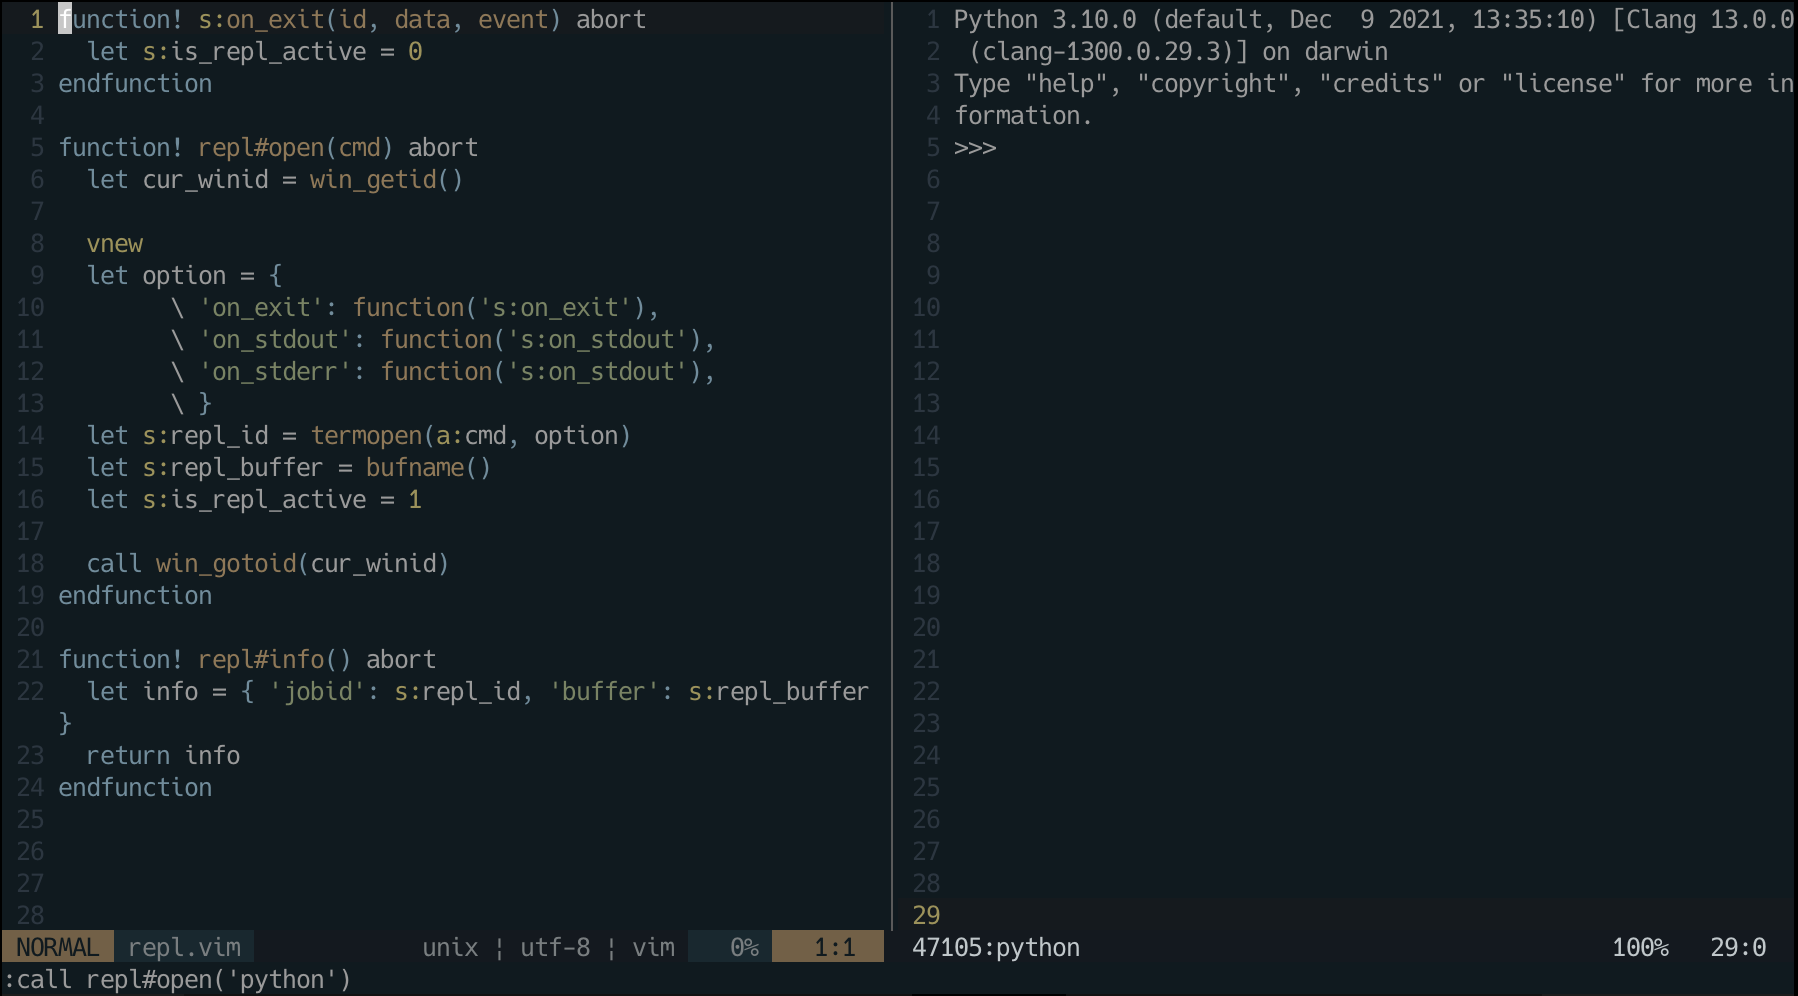 1 function! s:on_exit(id, data, event) abort
2   let s:is_repl_active = 0
3 endfunction
4
5 function! repl#open(cmd) abort
6   let cur_winid = win_getid()
7
8   vnew
9   let option = {
10         \ 'on_exit': function('s:on_exit'),
11         \ 'on_stdout': function('s:on_stdout'),
12         \ 'on_stderr': function('s:on_stdout'),
13         \ }
14   let s:repl_id = termopen(a:cmd, option)
15   let s:repl_buffer = bufname()
16   let s:is_repl_active = 1
17
18   call win_gotoid(cur_winid)
19 endfunction
20
21 function! repl#info() abort
22   let info = { 'jobid': s:repl_id, 'buffer': s:repl_buffer
}
23   return info
24 endfunction
25
26
27
28
NORMAL repl.vim unix ¦ utf-8 ¦ vim 0% 1:1
1 Python 3.10.0 (default, Dec  9 2021, 13:35:10) [Clang 13.0.0
2  (clang-1300.0.29.3)] on darwin
3 Type "help", "copyright", "credits" or "license" for more in
4 formation.
5 >>>
6
7
8
9
10
11
12
13
14
15
16
17
18
19
20
21
22
23
24
25
26
27
28
29
47105:python 100% 29:0
:call repl#open('python')